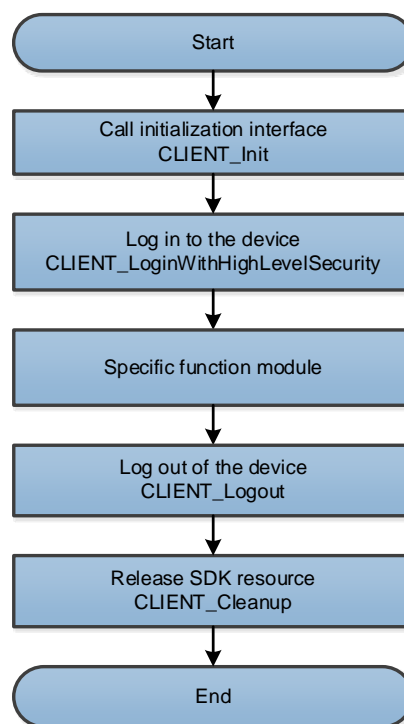 Start
Call initialization interface
CLIENT_Init
Log in to the device
CLIENT_LoginWithHighLevelSecurity
Specific function module
Log out of the device
CLIENT_Logout
Release SDK resource
CLIENT_Cleanup
End